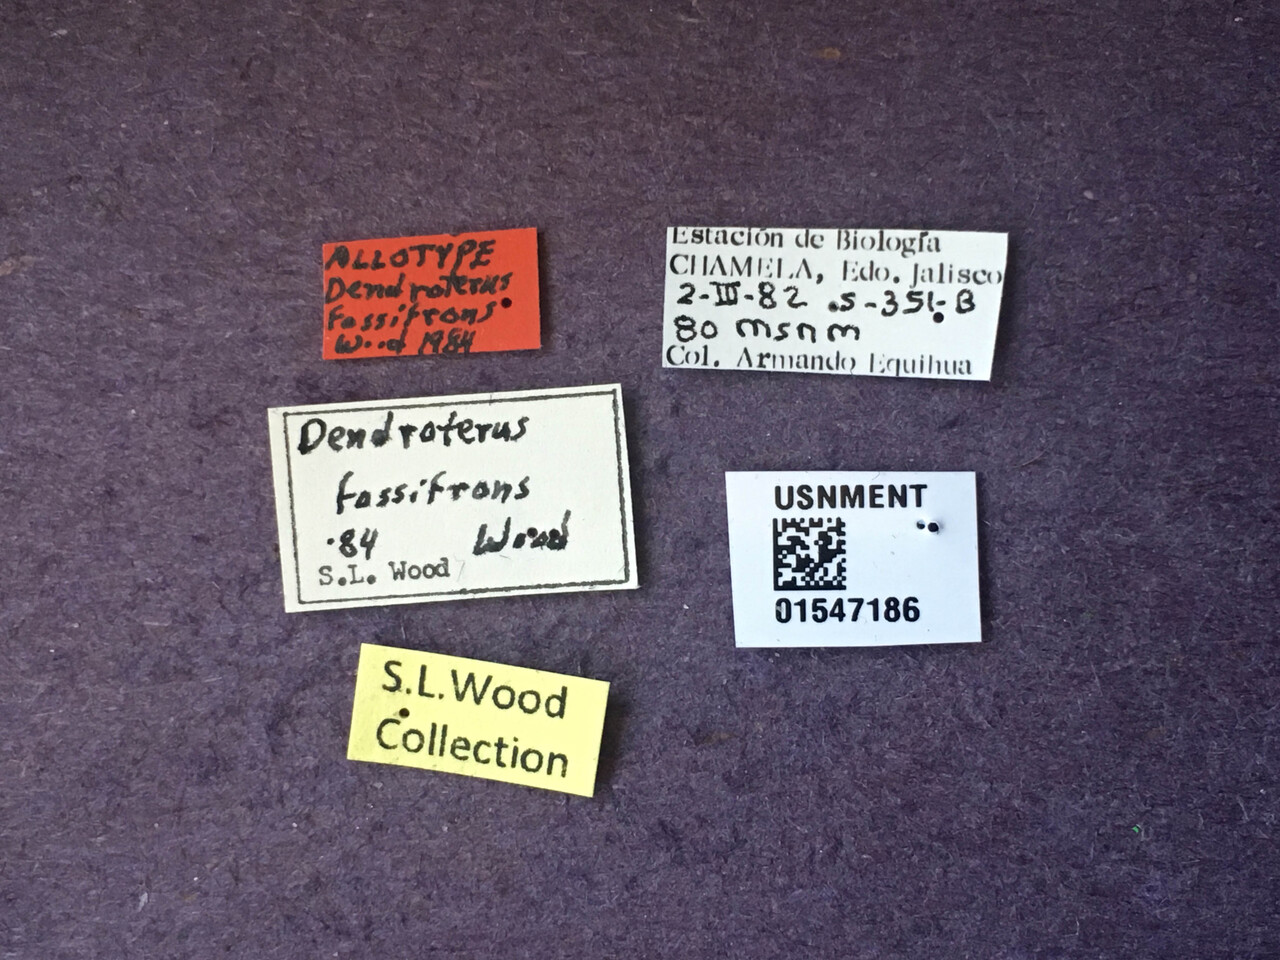 ALLOTYPE
Dendroterus
fossifrons
Wood 1984
Estación de Biología
CHAMELA, Edo. Jalisco
2-III-82 .S-351-B
80 msnm
Col. Armando Equihua
Dendroterus
fossifrons
'84 Wood
S.L. Wood
USNMENT
01547186
S.L.Wood
Collection